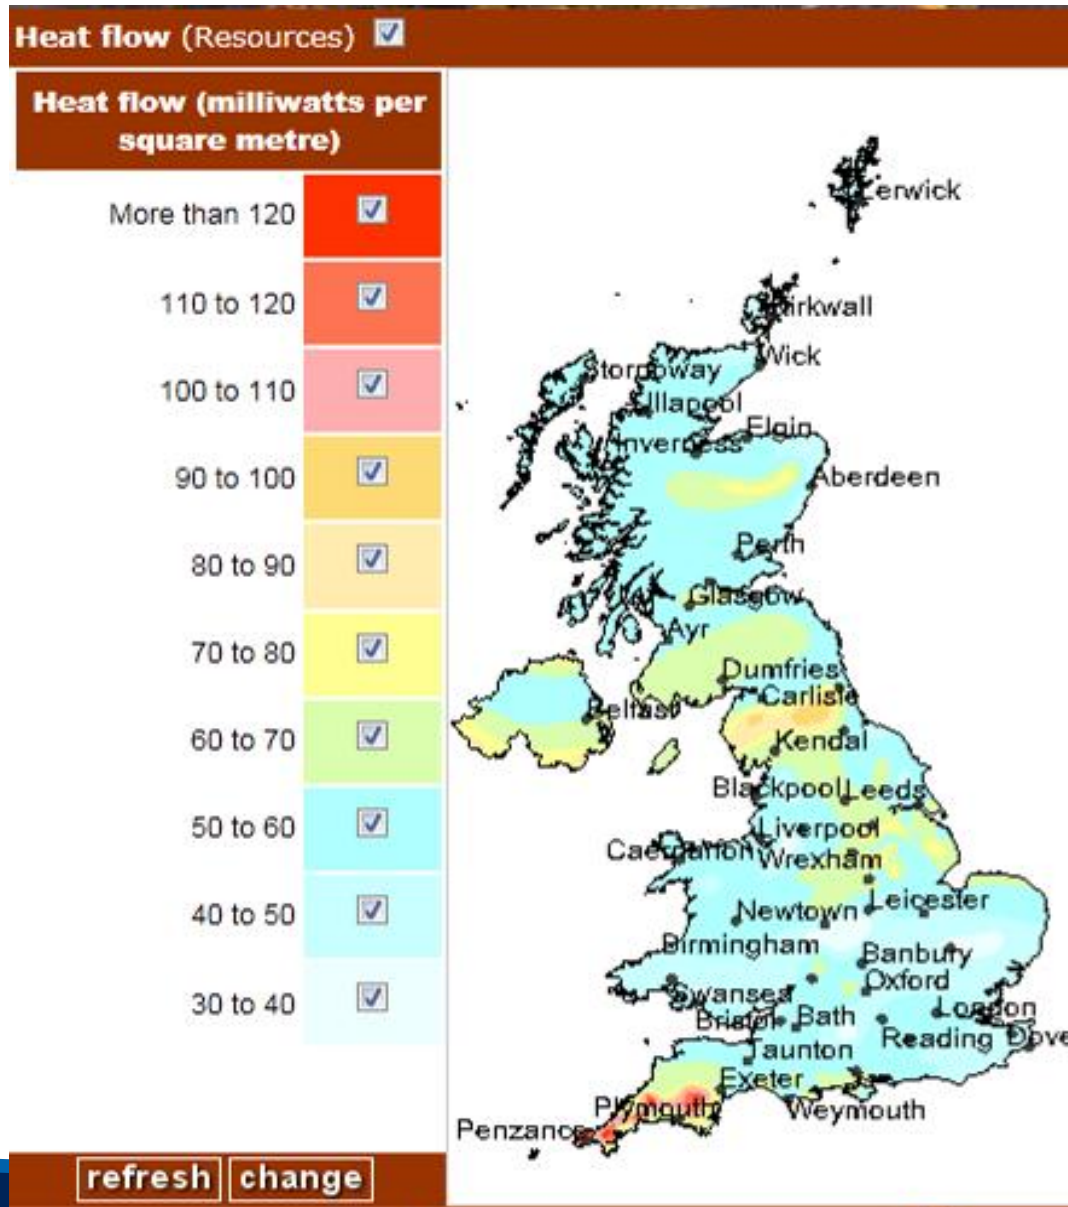 Heat flow (Resources)
Heat flow (milliwatts per
square metre)
More than 120
110 to 120
100 to 110
90 to 100
80 to 90
70 to 80
60 to 70
50 to 60
40 to 50
30 to 40
refresh change
Lerwick
Kirkwall
Wick
Stornoway
Ullapool
Elgin
Inverness
Aberdeen
Perth
Glasgow
Ayr
Dumfries
Carlisle
Belfast
Kendal
Blackpool Leeds
Liverpool
Caernarfon Wrexham
Leicester
Newtown
Birmingham
Banbury
Oxford
Swansea
London
Bristol Bath
Reading Dove
Taunton
Exeter
Plymouth
Weymouth
Penzance